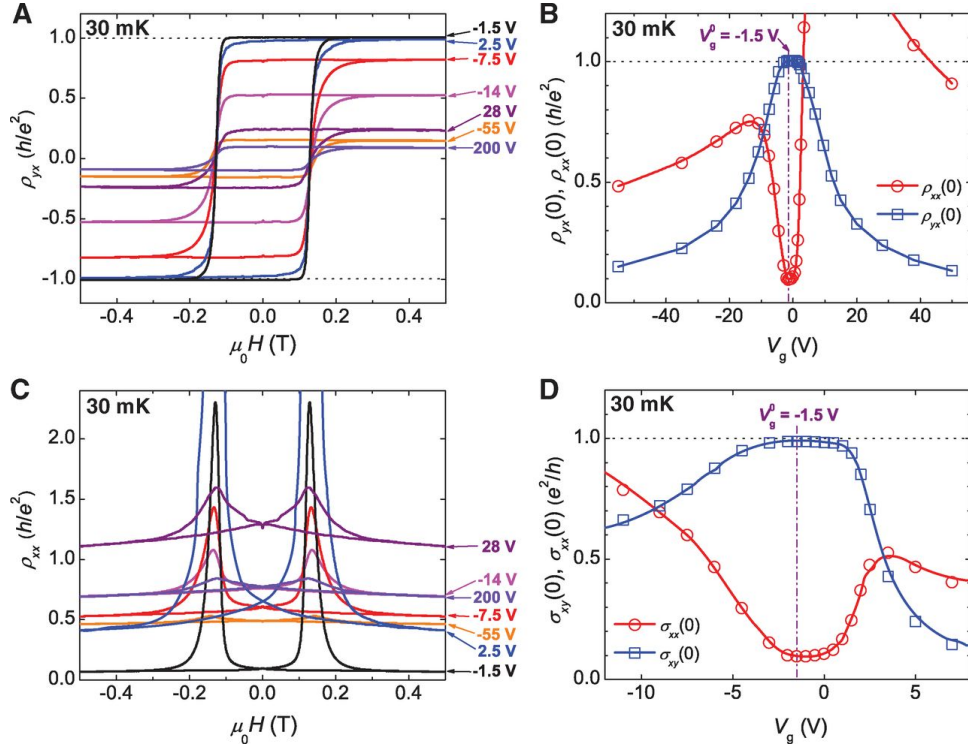 A
30 mK
1.0
0.5
0.0
-0.5
-1.0
ρyx (h/e²)
-0.4 -0.2 0.0 0.2 0.4
μ₀H (T)
-1.5 V
2.5 V
-7.5 V
-14 V
28 V
-55 V
200 V
B
30 mK
Vg⁰ = -1.5 V
1.0
0.5
0.0
ρyx(0), ρxx(0) (h/e²)
ρxx(0)
ρyx(0)
-40 -20 0 20 40
Vg (V)
C
30 mK
2.0
1.5
1.0
0.5
0.0
ρxx (h/e²)
-0.4 -0.2 0.0 0.2 0.4
μ₀H (T)
28 V
-14 V
200 V
-7.5 V
-55 V
2.5 V
-1.5 V
D
30 mK
Vg⁰ = -1.5 V
1.0
0.5
0.0
σxy(0), σxx(0) (e²/h)
σxx(0)
σxy(0)
-10 -5 0 5
Vg (V)